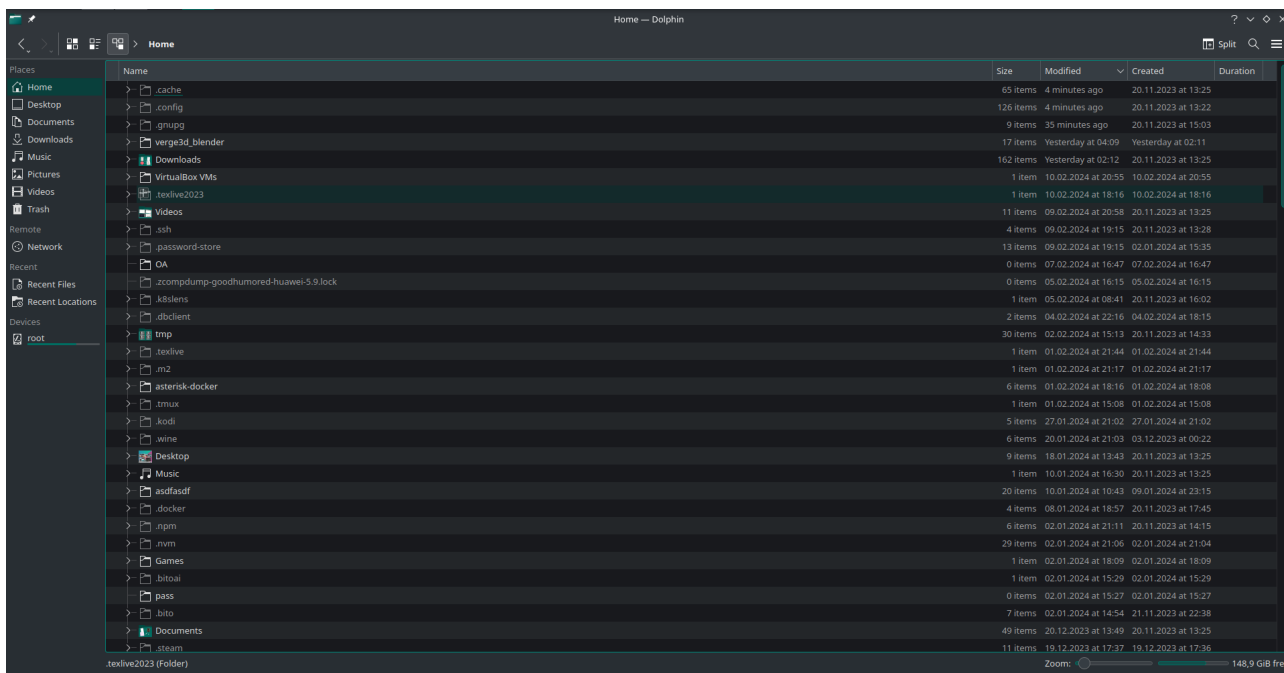 Home — Dolphin
Home
Split
Places
Home
Desktop
Documents
Downloads
Music
Pictures
Videos
Trash
Remote
Network
Recent
Recent Files
Recent Locations
Devices
root
Name Size Modified Created Duration
.cache 65 items 4 minutes ago 20.11.2023 at 13:25
.config 126 items 4 minutes ago 20.11.2023 at 13:22
.gnupg 9 items 35 minutes ago 20.11.2023 at 15:03
verge3d_blender 17 items Yesterday at 04:09 Yesterday at 02:11
Downloads 162 items Yesterday at 02:12 20.11.2023 at 13:25
VirtualBox VMs 1 item 10.02.2024 at 20:55 10.02.2024 at 20:55
.texlive2023 1 item 10.02.2024 at 18:16 10.02.2024 at 18:16
Videos 11 items 09.02.2024 at 20:58 20.11.2023 at 13:25
.ssh 4 items 09.02.2024 at 19:15 20.11.2023 at 13:28
.password-store 13 items 09.02.2024 at 19:15 02.01.2024 at 15:35
OA 0 items 07.02.2024 at 16:47 07.02.2024 at 16:47
.zcompdump-goodhumored-huawei-5.9.lock 0 items 05.02.2024 at 16:15 05.02.2024 at 16:15
.k8slens 1 item 05.02.2024 at 08:41 20.11.2023 at 16:02
.dbclient 2 items 04.02.2024 at 22:16 04.02.2024 at 18:15
tmp 30 items 02.02.2024 at 15:13 20.11.2023 at 14:33
.texlive 1 item 01.02.2024 at 21:44 01.02.2024 at 21:44
.m2 1 item 01.02.2024 at 21:17 01.02.2024 at 21:17
asterisk-docker 6 items 01.02.2024 at 18:16 01.02.2024 at 18:08
.tmux 1 item 01.02.2024 at 15:08 01.02.2024 at 15:08
.kodi 5 items 27.01.2024 at 21:02 27.01.2024 at 21:02
.wine 6 items 20.01.2024 at 21:03 03.12.2023 at 00:22
Desktop 9 items 18.01.2024 at 13:43 20.11.2023 at 13:25
Music 1 item 10.01.2024 at 16:30 20.11.2023 at 13:25
asdfasdf 20 items 10.01.2024 at 10:43 09.01.2024 at 23:15
.docker 4 items 08.01.2024 at 18:57 20.11.2023 at 17:45
.npm 6 items 02.01.2024 at 21:11 20.11.2023 at 14:15
.nvm 29 items 02.01.2024 at 21:06 02.01.2024 at 21:04
Games 1 item 02.01.2024 at 18:09 02.01.2024 at 18:09
.bitoai 1 item 02.01.2024 at 15:29 02.01.2024 at 15:29
pass 0 items 02.01.2024 at 15:27 02.01.2024 at 15:27
.bito 7 items 02.01.2024 at 14:54 21.11.2023 at 22:38
Documents 49 items 20.12.2023 at 13:49 20.11.2023 at 13:25
.steam 11 items 19.12.2023 at 17:37 19.12.2023 at 17:36
.texlive2023 (Folder) Zoom: 148,9 GiB fre